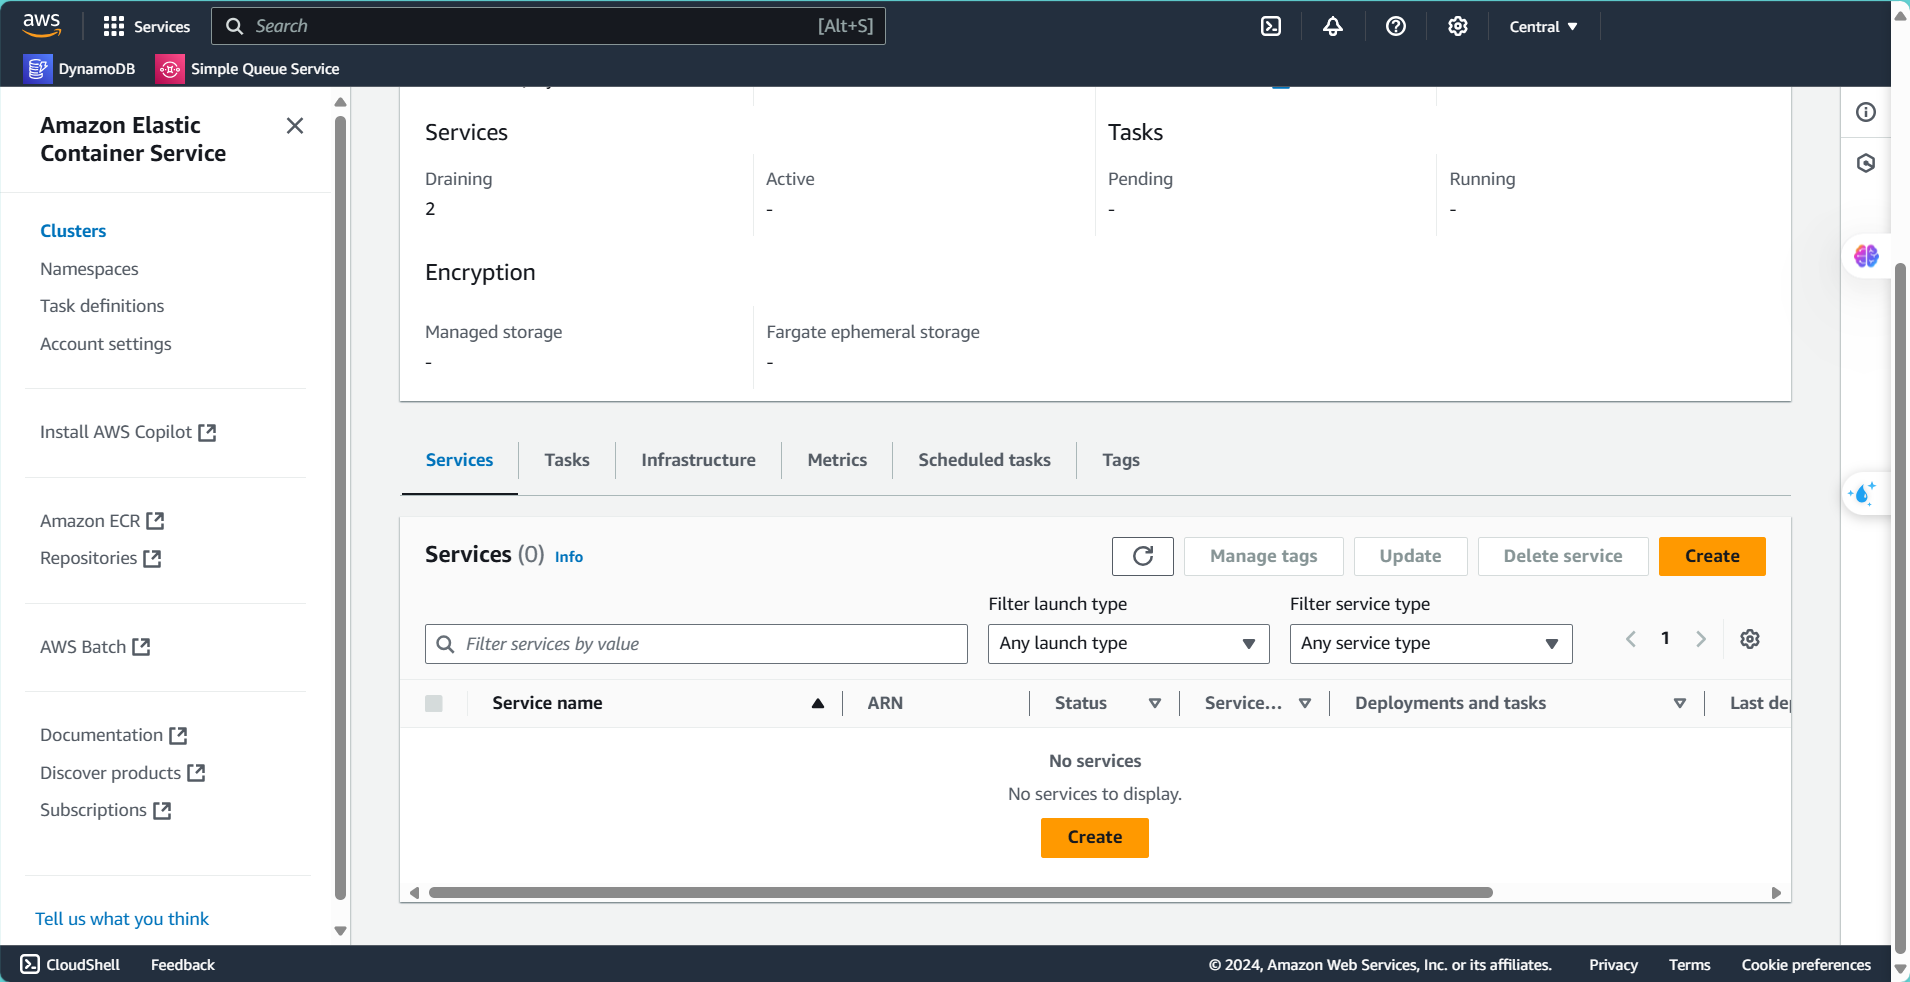 aws
Services
Search
[Alt+S]
Central
DynamoDB
Simple Queue Service
Amazon Elastic
Container Service
Clusters
Namespaces
Task definitions
Account settings
Install AWS Copilot
Amazon ECR
Repositories
AWS Batch
Documentation
Discover products
Subscriptions
Tell us what you think
Services
Tasks
Draining
Active
Pending
Running
2
-
-
-
Encryption
Managed storage
Fargate ephemeral storage
-
-
Services
Tasks
Infrastructure
Metrics
Scheduled tasks
Tags
Services (0) Info
Manage tags
Update
Delete service
Create
Filter launch type
Filter service type
Filter services by value
Any launch type
Any service type
1
Service name
ARN
Status
Service...
Deployments and tasks
Last de
No services
No services to display.
Create
CloudShell
Feedback
© 2024, Amazon Web Services, Inc. or its affiliates.
Privacy
Terms
Cookie preferences